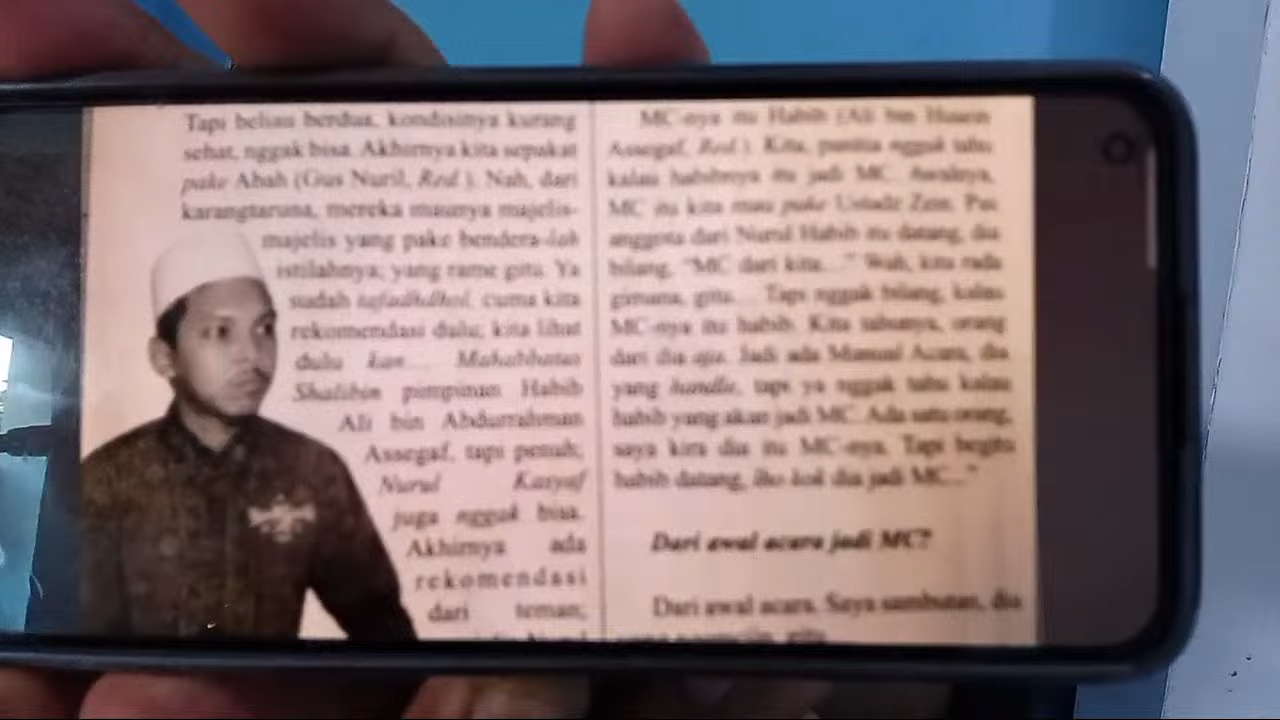 Tapi beliau berdua, kondisinya kurang
sehat, nggak bisa. Akhirnya kita sepakat
pake Abah (Gus Nuril, Red ). Nah, dari
karangtaruna, mereka maunya majelis-
majelis yang pake bendera-lah
istilahnya; yang rame gitu. Ya
sudah tafadhdhol, cuma kita
rekomendasi dulu; kita lihat
dulu kan... Mahabbatus
Shalihin pimpinan Habib
Ali bin Abdurrahman
Assegaf, tapi penuh;
Nurul Kasyaf
juga nggak bisa.
Akhirnya ada
rekomendasi
dari teman;
MC-nya itu Habib (Ali bin Husein
Assegaf, Red ). Kita, panitia nggak tahu
kalau habibnya itu jadi MC. Awalnya,
MC itu kita mau pake Ustadz Zein. Pas
anggota dari Nurul Habib itu datang, dia
bilang, "MC dari kita..." Wah, kita rada
gimana, gitu... Tapi nggak bilang, kalau
MC-nya itu habib. Kita tahunya, orang
dari dia aja. Jadi ada Manual Acara, dia
yang handle, tapi ya nggak tahu kalau
habib yang akan jadi MC. Ada satu orang,
saya kira dia itu MC-nya. Tapi begitu
habib datang, lho kok dia jadi MC..."
Dari awal acara jadi MC?
Dari awal acara. Saya sambutan, dia